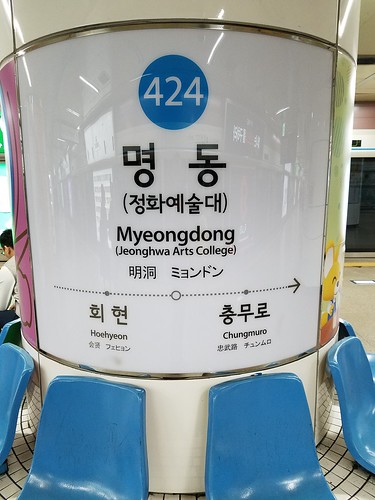 424
명동
(정화예술대)
Myeongdong
(Jeonghwa Arts College)
明洞 ミョンドン
회현 충무로
Hoehyeon Chungmuro
会贤 フェヒョン 忠武路 チュンムロ